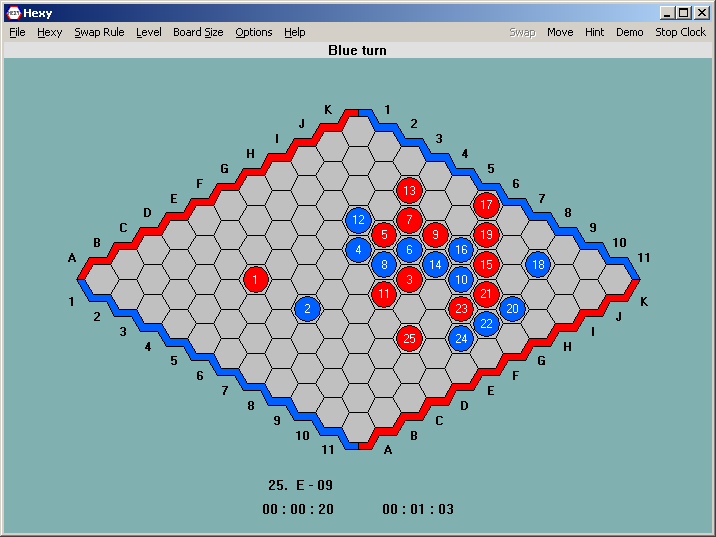 HEXY Hexy
File Hexy Swap Rule Level Board Size Options Help Swap Move Hint Demo Stop Clock
Blue turn
K 1
J 2
I 3
H 4
G 5
F 6
E 7
D 8
C 9
B 10
A 11
13
17
12 7
5 9 19
4 6 16
8 14 15 18
1 3 10
11 21
2 23 20
22
25 24
1 K
2 J
3 I
4 H
5 G
6 F
7 E
8 D
9 C
10 B
11 A
25. E - 09
00 : 00 : 20 00 : 01 : 03